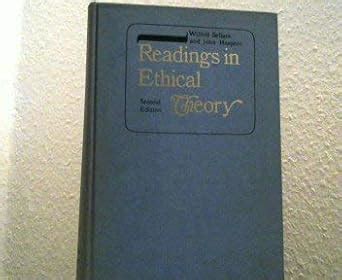 Wilfrid Sellars
and John Hospers
Readings in
Ethical
Second
Edition
Theory